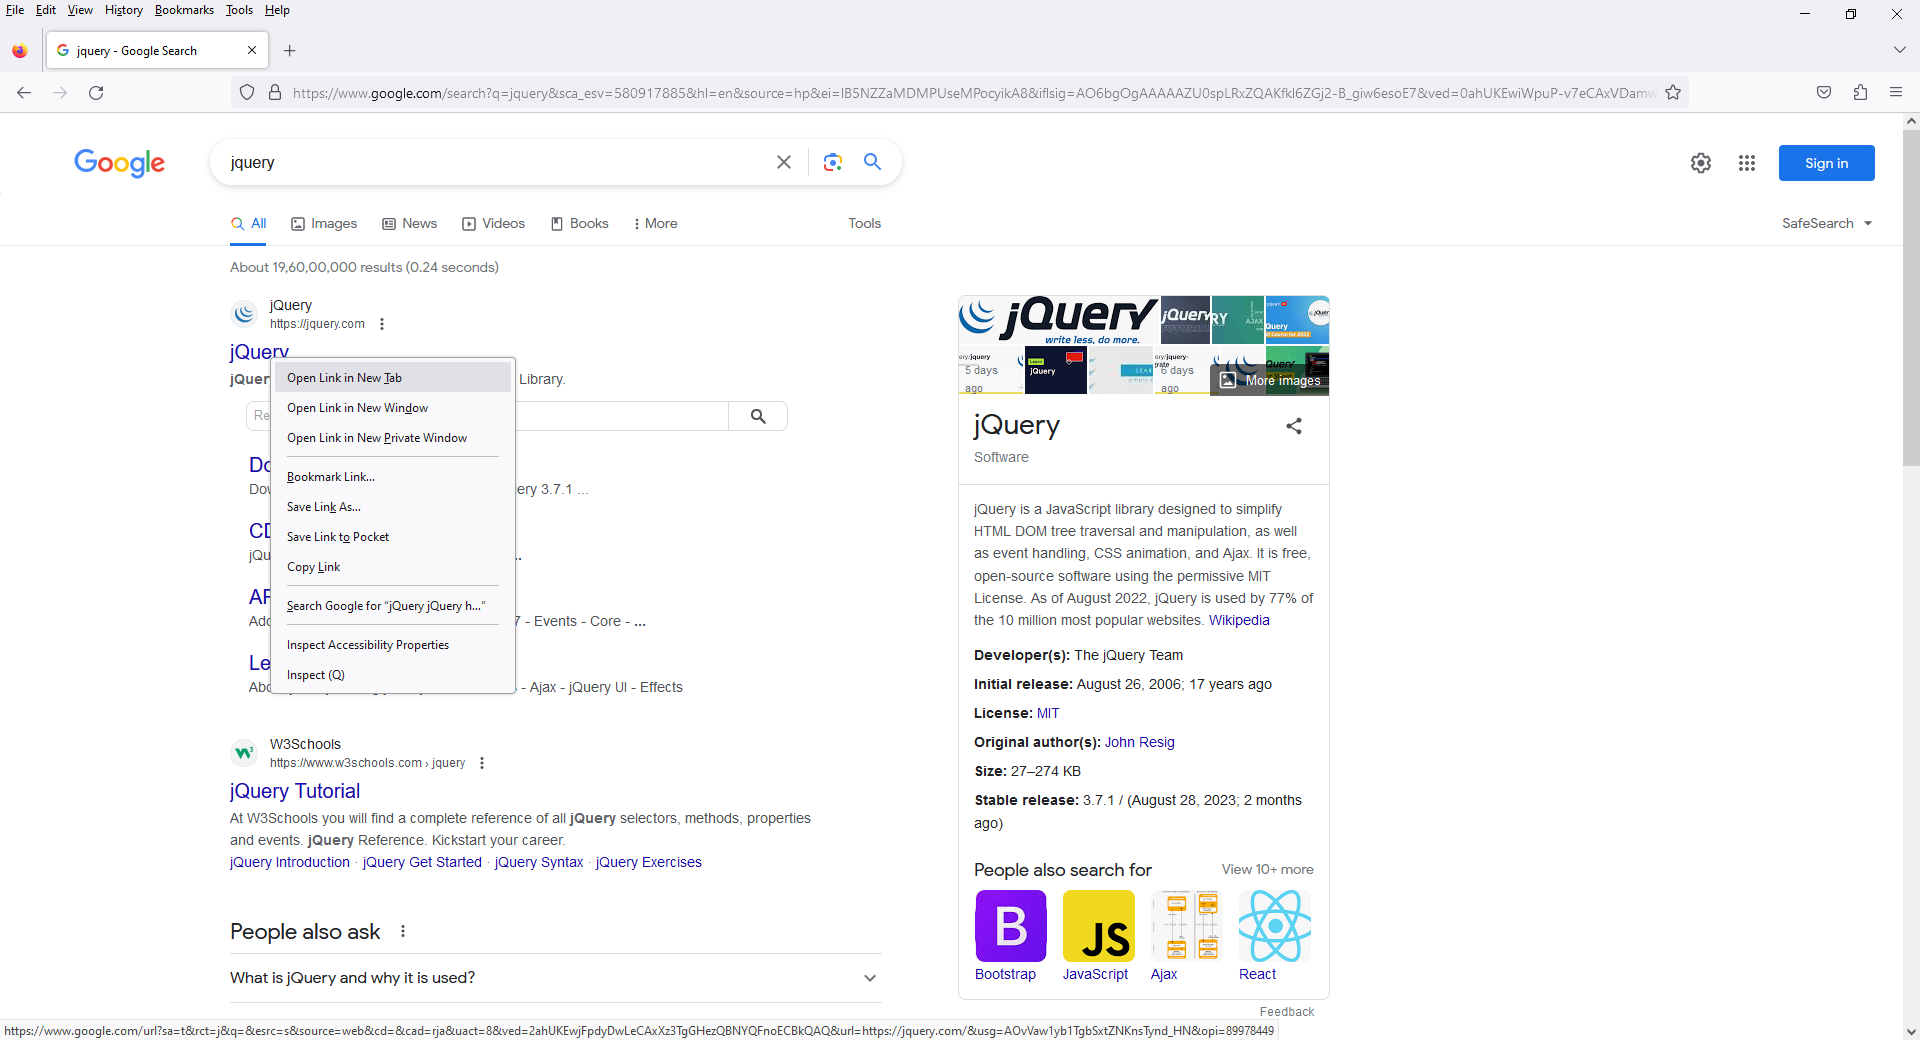 File Edit View History Bookmarks Tools Help
jquery - Google Search
https://www.google.com/search?q=jquery&sca_esv=580917885&hl=en&source=hp&ei=lB5NZZaMDMPUseMPocyikA8&iflsig=AO6bgOgAAAAAZU0spLRxZQAKfkI6ZGj2-B_giw6esoE7&ved=0ahUKEwiWpuP-v7eCAxVDamw
Google
jquery
Sign in
All Images News Videos Books More Tools SafeSearch
About 19,60,00,000 results (0.24 seconds)
jQuery
https://jquery.com
jQuery
jQuer Library.
Open Link in New Tab
Open Link in New Window
Open Link in New Private Window
Bookmark Link...
Save Link As...
Save Link to Pocket
Copy Link
Search Google for “jQuery jQuery h...”
Inspect Accessibility Properties
Inspect (Q)
Re
Do
Dow ery 3.7.1 ...
CD
jQu ..
AP
Add 7 - Events - Core - ...
Le
Abo - Ajax - jQuery UI - Effects
W3Schools
https://www.w3schools.com › jquery
jQuery Tutorial
At W3Schools you will find a complete reference of all jQuery selectors, methods, properties
and events. jQuery Reference. Kickstart your career.
jQuery Introduction · jQuery Get Started · jQuery Syntax · jQuery Exercises
People also ask
What is jQuery and why it is used?
jQuery
write less, do more.
jQuery
TUTORIAL
RY
AJAX
Query
jQuery
5 days
ago
Learn
jQuery
LEAR
6 days
ago
More images
jQuery
Software
jQuery is a JavaScript library designed to simplify
HTML DOM tree traversal and manipulation, as well
as event handling, CSS animation, and Ajax. It is free,
open-source software using the permissive MIT
License. As of August 2022, jQuery is used by 77% of
the 10 million most popular websites. Wikipedia
Developer(s): The jQuery Team
Initial release: August 26, 2006; 17 years ago
License: MIT
Original author(s): John Resig
Size: 27–274 KB
Stable release: 3.7.1 / (August 28, 2023; 2 months
ago)
People also search for View 10+ more
B JS
Bootstrap JavaScript Ajax React
Feedback
https://www.google.com/url?sa=t&rct=j&q=&esrc=s&source=web&cd=&cad=rja&uact=8&ved=2ahUKEwjFpdyDwLeCAxXz3TgGHezQBNYQFnoECBkQAQ&url=https://jquery.com/&usg=AOvVaw1yb1TgbSxtZNKnsTynd_HN&opi=89978449